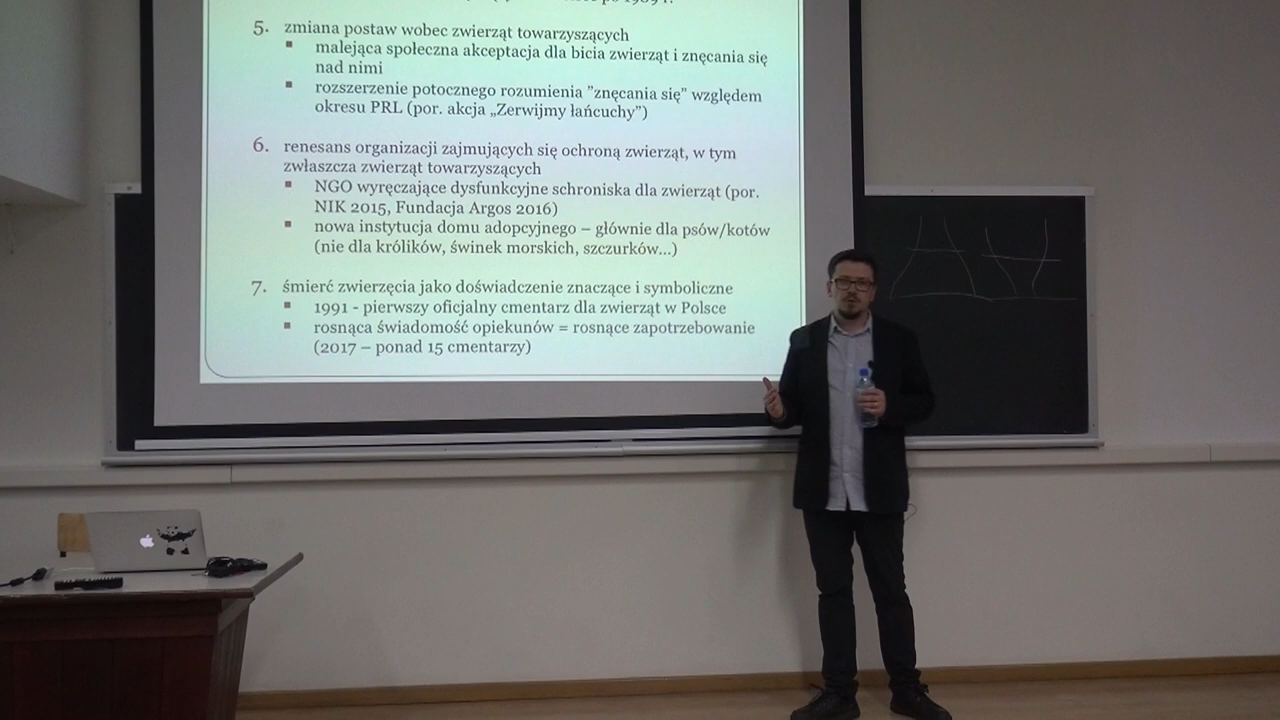 po 1989 r.
5. zmiana postaw wobec zwierząt towarzyszących
▪ malejąca społeczna akceptacja dla bicia zwierząt i znęcania się
nad nimi
▪ rozszerzenie potocznego rozumienia ”znęcania się” względem
okresu PRL (por. akcja „Zerwijmy łańcuchy”)
6. renesans organizacji zajmujących się ochroną zwierząt, w tym
zwłaszcza zwierząt towarzyszących
▪ NGO wyręczające dysfunkcyjne schroniska dla zwierząt (por.
NIK 2015, Fundacja Argos 2016)
▪ nowa instytucja domu adopcyjnego – głównie dla psów/kotów
(nie dla królików, świnek morskich, szczurków...)
7. śmierć zwierzęcia jako doświadczenie znaczące i symboliczne
▪ 1991 - pierwszy oficjalny cmentarz dla zwierząt w Polsce
▪ rosnąca świadomość opiekunów = rosnące zapotrzebowanie
(2017 – ponad 15 cmentarzy)